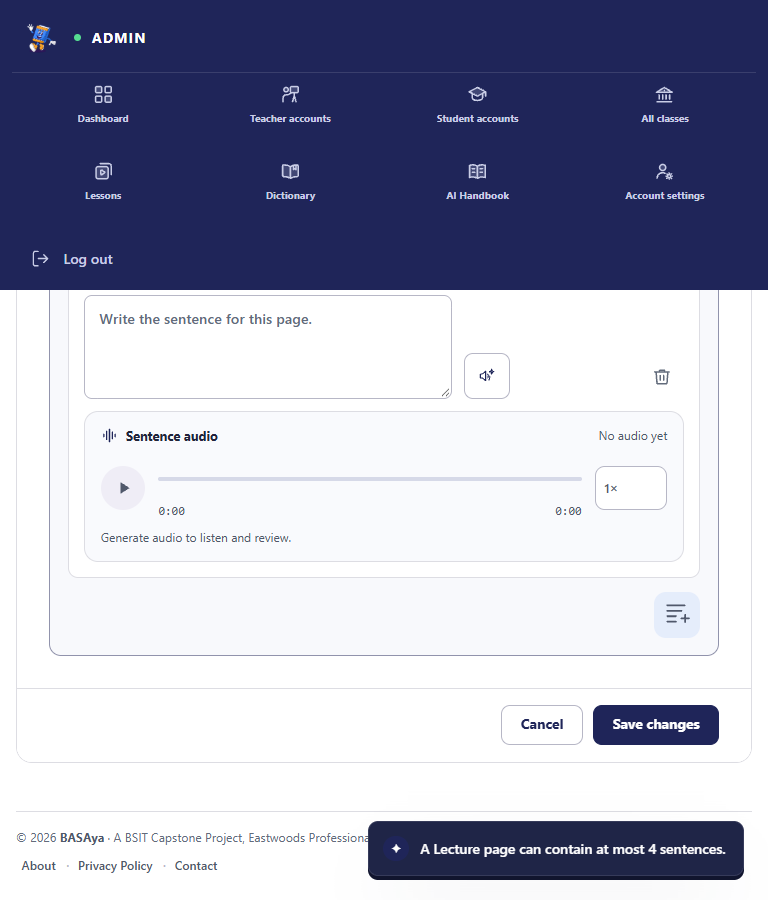 ADMIN
Dashboard
Teacher accounts
Student accounts
All classes
Lessons
Dictionary
AI Handbook
Account settings
Log out
Write the sentence for this page.
Sentence audio
No audio yet
1×
0:00
0:00
Generate audio to listen and review.
Cancel
Save changes
© 2026 BASAya · A BSIT Capstone Project, Eastwoods
A Lecture page can contain at most 4 sentences.
About · Privacy Policy · Contact